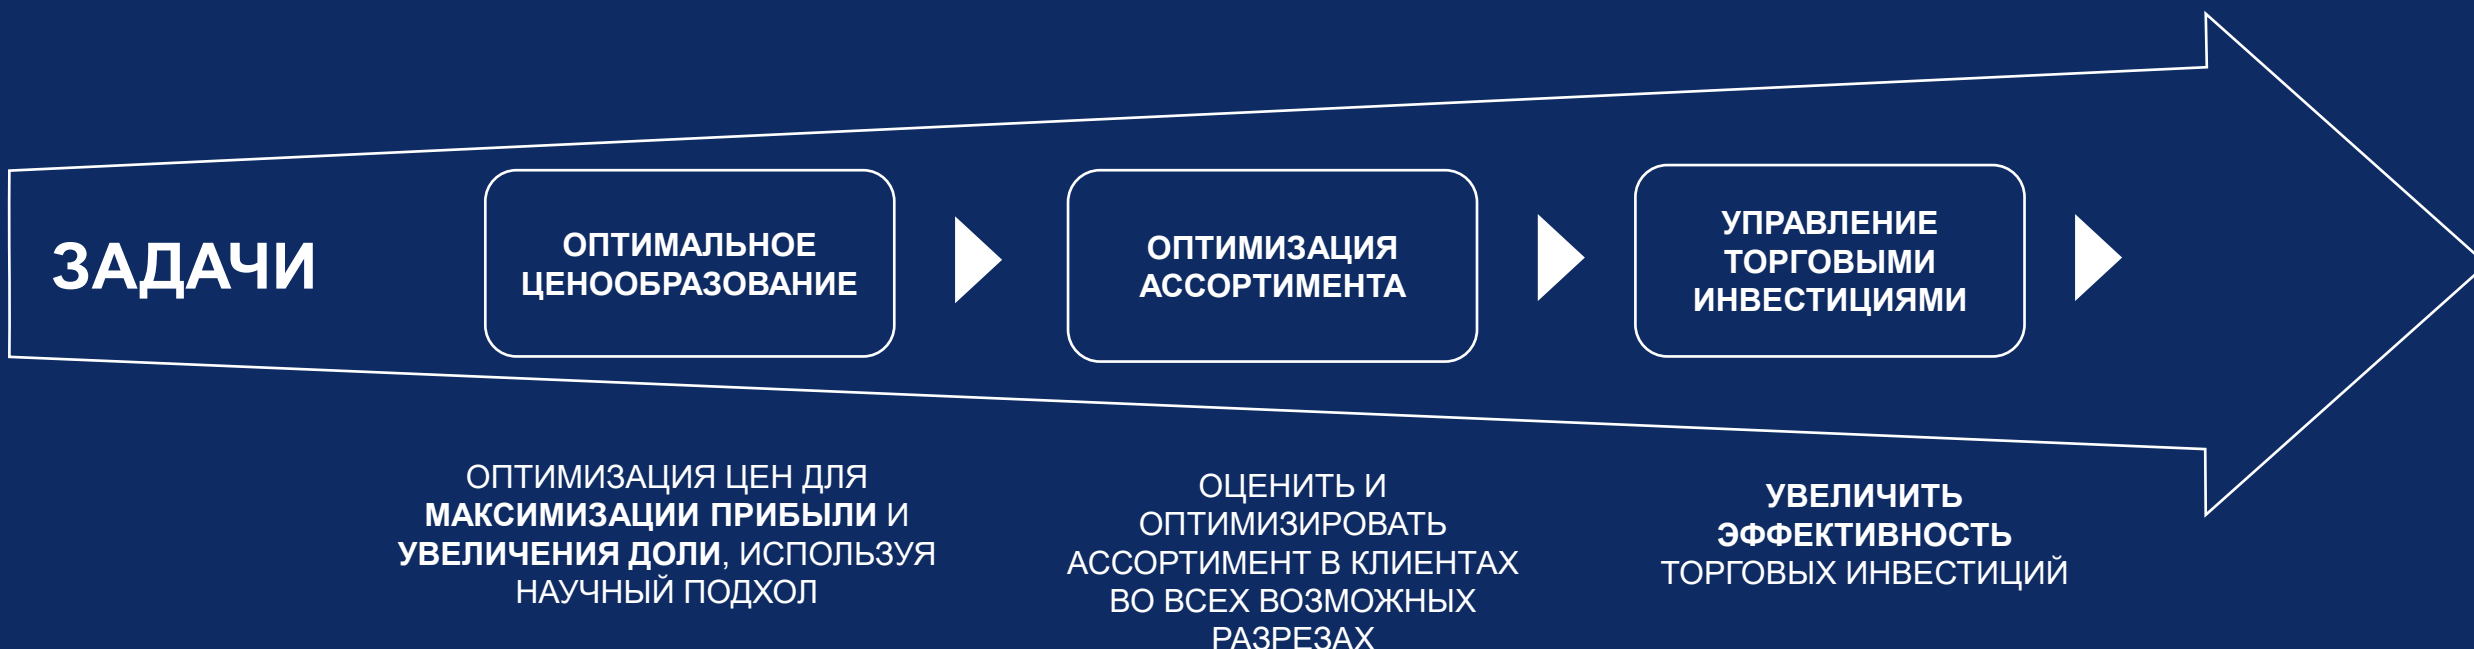 ЗАДАЧИ
ОПТИМАЛЬНОЕ
ЦЕНООБРАЗОВАНИЕ
ОПТИМИЗАЦИЯ
АССОРТИМЕНТА
УПРАВЛЕНИЕ
ТОРГОВЫМИ
ИНВЕСТИЦИЯМИ
ОПТИМИЗАЦИЯ ЦЕН ДЛЯ
МАКСИМИЗАЦИИ ПРИБЫЛИ И
УВЕЛИЧЕНИЯ ДОЛИ, ИСПОЛЬЗУЯ
НАУЧНЫЙ ПОДХОЛ
ОЦЕНИТЬ И
ОПТИМИЗИРОВАТЬ
АССОРТИМЕНТ В КЛИЕНТАХ
ВО ВСЕХ ВОЗМОЖНЫХ
РАЗРЕЗАХ
УВЕЛИЧИТЬ
ЭФФЕКТИВНОСТЬ
ТОРГОВЫХ ИНВЕСТИЦИЙ